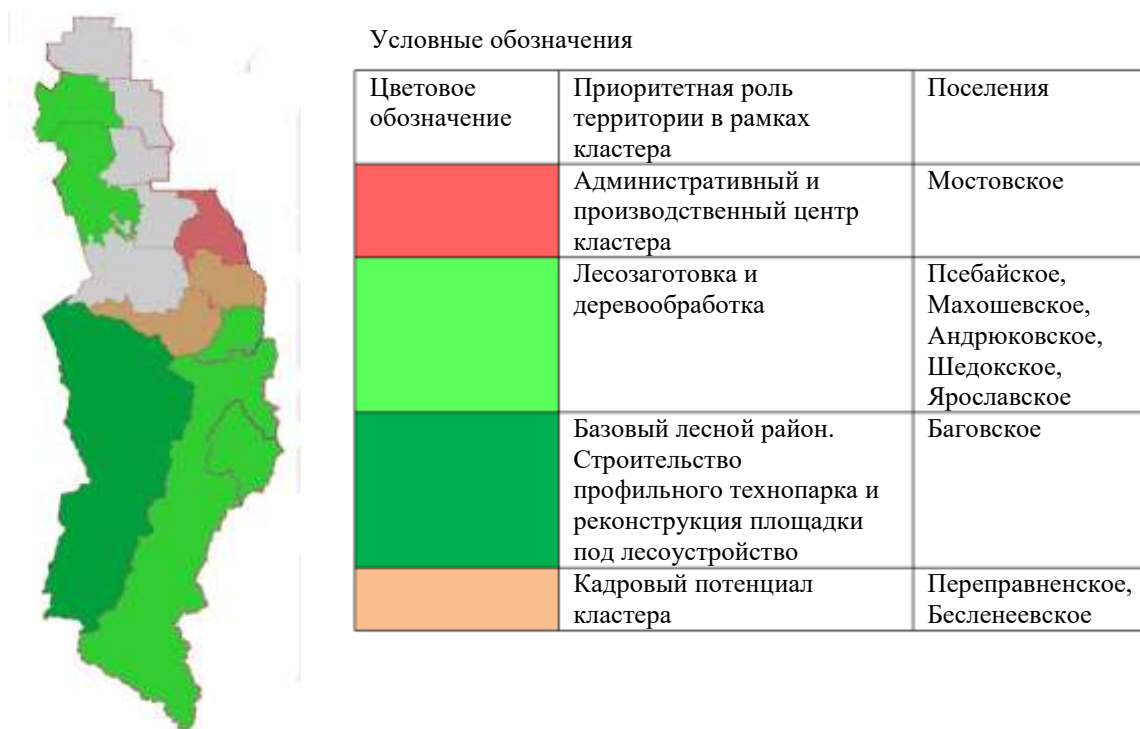 Условные обозначения
Цветовое
обозначение
Приоритетная роль
территории в рамках
кластера
Поселения
Административный и
производственный центр
кластера
Мостовское
Лесозаготовка и
деревообработка
Псебайское,
Махошевское,
Андрюковское,
Шедокское,
Ярославское
Базовый лесной район.
Строительство
профильного технопарка и
реконструкция площадки
под лесоустройство
Баговское
Кадровый потенциал
кластера
Переправненское,
Бесленеевское